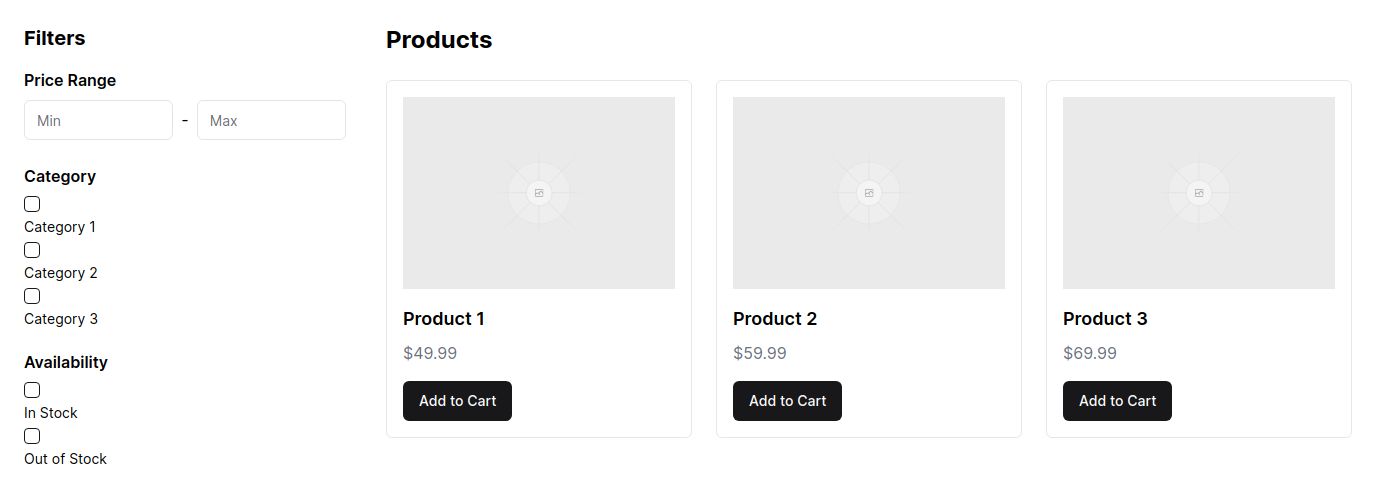 Filters
Price Range
Min - Max
Category
Category 1
Category 2
Category 3
Availability
In Stock
Out of Stock
Products
Product 1
$49.99
Add to Cart
Product 2
$59.99
Add to Cart
Product 3
$69.99
Add to Cart